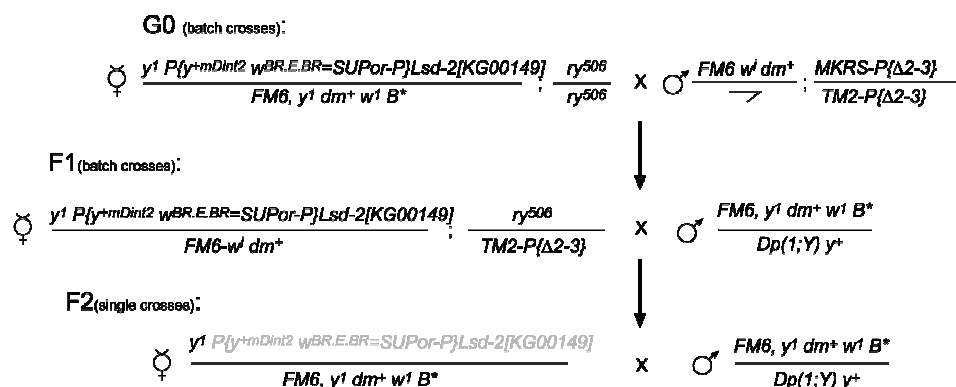 G0 (batch crosses):
☿ y¹ P{y⁺ᵐᴰⁱⁿᵗ² wᴮᴿ·ᴱ·ᴮᴿ=SUPor-P}Lsd-2[KG00149] ; ry⁵⁰⁶ X ♂ FM6 wʲ dm⁺ ; MKRS-P{Δ2-3}
FM6, y¹ dm⁺ w¹ B* ry⁵⁰⁶ TM2-P{Δ2-3}
F1(batch crosses):
☿ y¹ P{y⁺ᵐᴰⁱⁿᵗ² wᴮᴿ·ᴱ·ᴮᴿ=SUPor-P}Lsd-2[KG00149] ; ry⁵⁰⁶ x ♂ FM6, y¹ dm⁺ w¹ B*
FM6-wʲ dm⁺ TM2-P{Δ2-3} Dp(1;Y) y⁺
F2(single crosses):
☿ y¹ P{y⁺ᵐᴰⁱⁿᵗ² wᴮᴿ·ᴱ·ᴮᴿ=SUPor-P}Lsd-2[KG00149] x ♂ FM6, y¹ dm⁺ w¹ B*
FM6, y¹ dm⁺ w¹ B* Dp(1;Y) y⁺